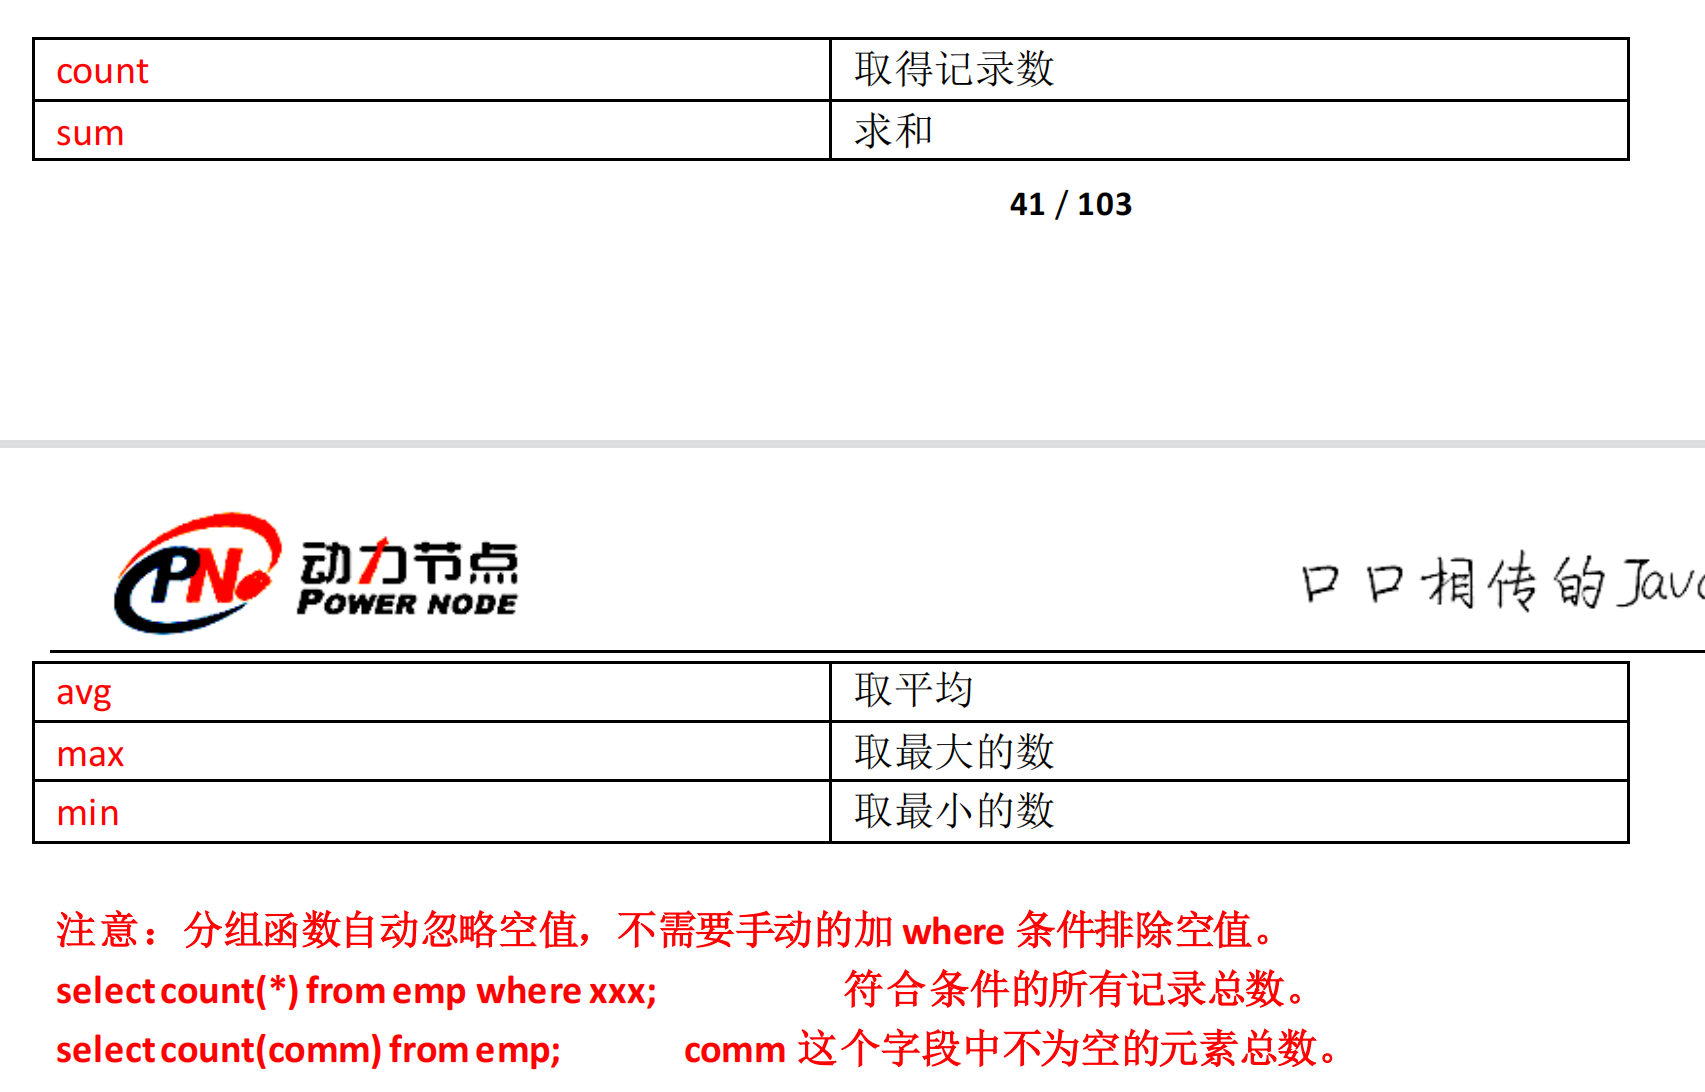 count 取得记录数
sum 求和
41 / 103
PN 动力节点
POWER NODE
口口相传的Java
avg 取平均
max 取最大的数
min 取最小的数
注意：分组函数自动忽略空值，不需要手动的加 where 条件排除空值。
select count(*) from emp where xxx; 符合条件的所有记录总数。
select count(comm) from emp; comm 这个字段中不为空的元素总数。